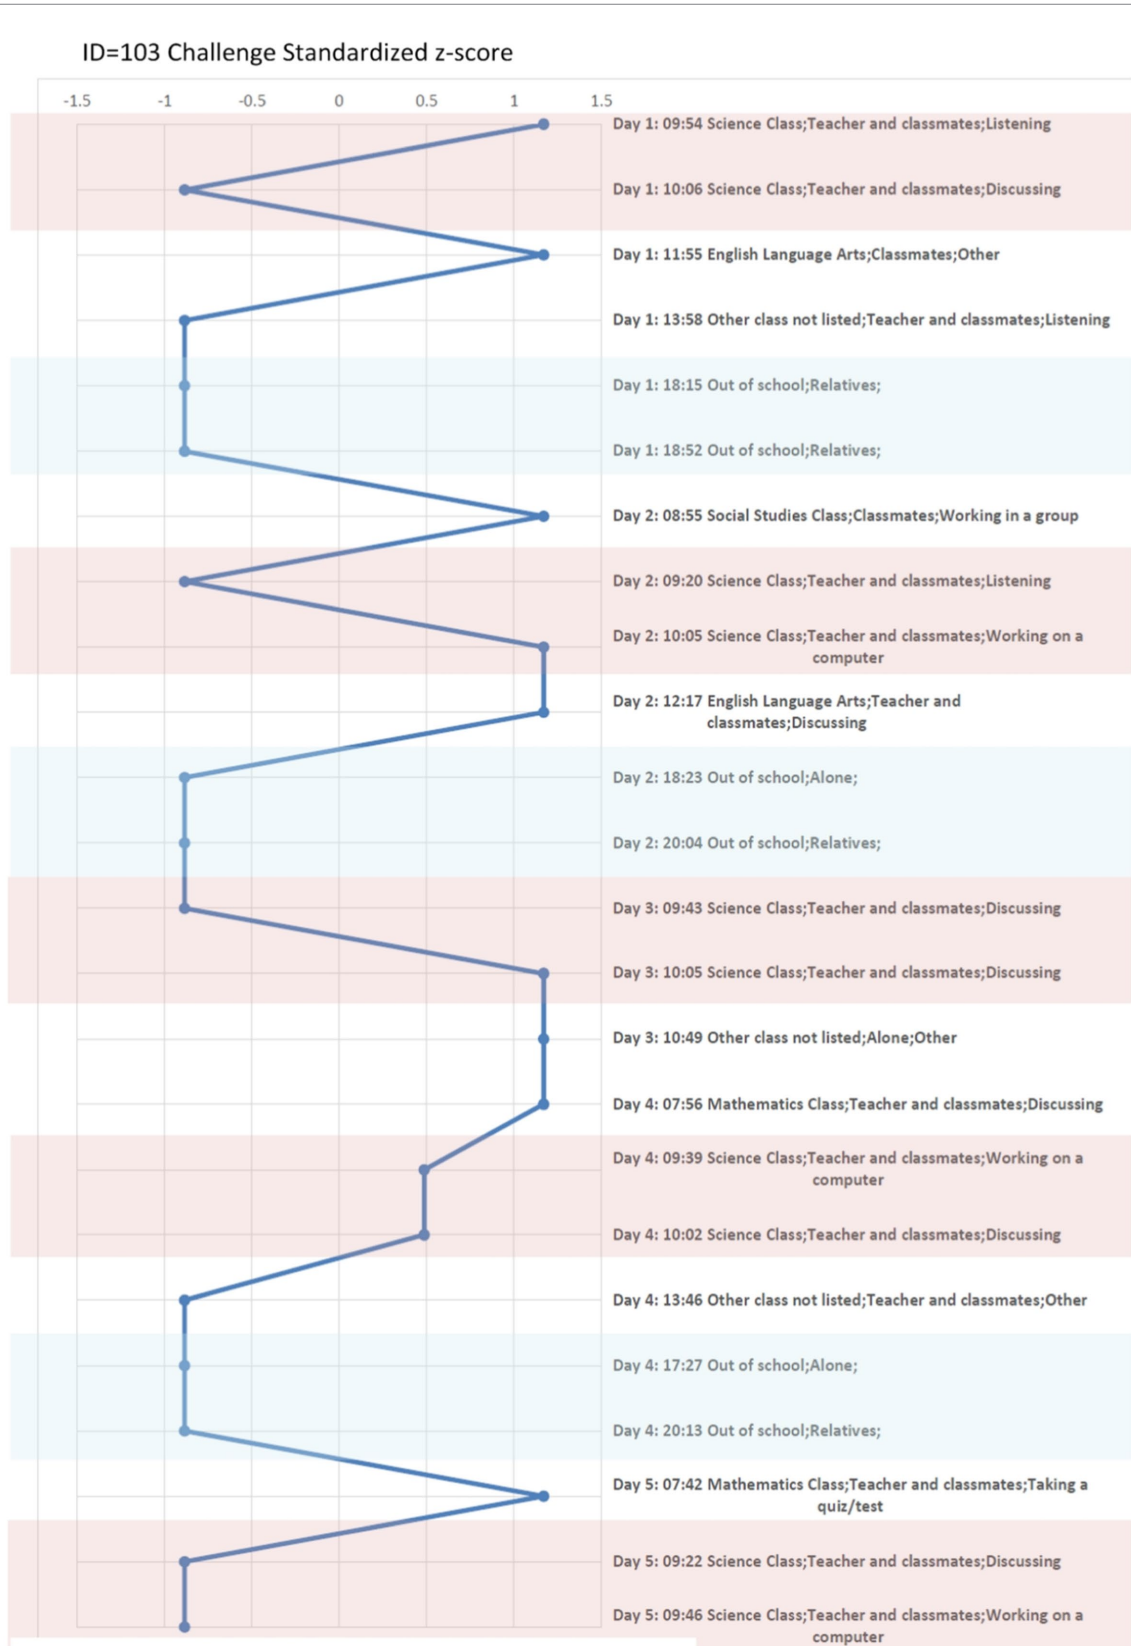 ID=103 Challenge Standardized z-score
-1.5 -1 -0.5 0 0.5 1 1.5
Day 1: 09:54 Science Class;Teacher and classmates;Listening
Day 1: 10:06 Science Class;Teacher and classmates;Discussing
Day 1: 11:55 English Language Arts;Classmates;Other
Day 1: 13:58 Other class not listed;Teacher and classmates;Listening
Day 1: 18:15 Out of school;Relatives;
Day 1: 18:52 Out of school;Relatives;
Day 2: 08:55 Social Studies Class;Classmates;Working in a group
Day 2: 09:20 Science Class;Teacher and classmates;Listening
Day 2: 10:05 Science Class;Teacher and classmates;Working on a
computer
Day 2: 12:17 English Language Arts;Teacher and
classmates;Discussing
Day 2: 18:23 Out of school;Alone;
Day 2: 20:04 Out of school;Relatives;
Day 3: 09:43 Science Class;Teacher and classmates;Discussing
Day 3: 10:05 Science Class;Teacher and classmates;Discussing
Day 3: 10:49 Other class not listed;Alone;Other
Day 4: 07:56 Mathematics Class;Teacher and classmates;Discussing
Day 4: 09:39 Science Class;Teacher and classmates;Working on a
computer
Day 4: 10:02 Science Class;Teacher and classmates;Discussing
Day 4: 13:46 Other class not listed;Teacher and classmates;Other
Day 4: 17:27 Out of school;Alone;
Day 4: 20:13 Out of school;Relatives;
Day 5: 07:42 Mathematics Class;Teacher and classmates;Taking a
quiz/test
Day 5: 09:22 Science Class;Teacher and classmates;Discussing
Day 5: 09:46 Science Class;Teacher and classmates;Working on a
computer